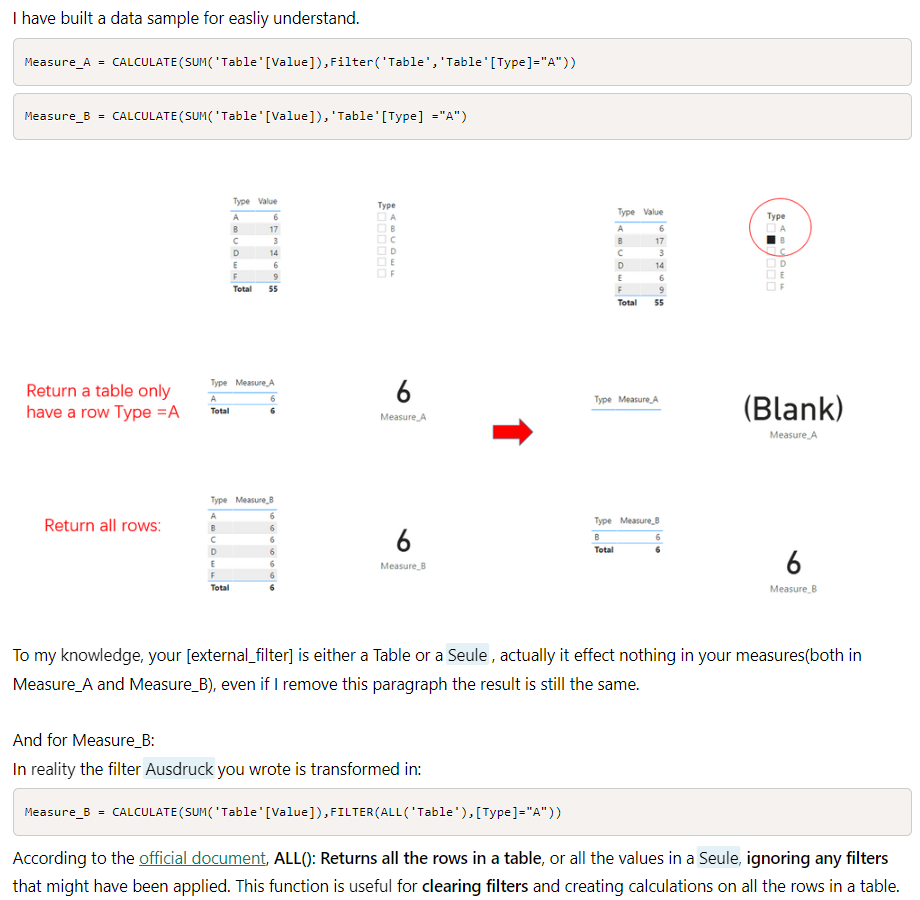 I have built a data sample for easliy understand.
Measure_A = CALCULATE(SUM('Table'[Value]),Filter('Table','Table'[Type]="A"))
Measure_B = CALCULATE(SUM('Table'[Value]),'Table'[Type] ="A")
Type Value
A 6
B 17
C 3
D 14
E 6
F 9
Total 55
Type
A
B
C
D
E
F
Type Value
A 6
B 17
C 3
D 14
E 6
F 9
Total 55
Type
A
B
C
D
E
F
Return a table only
have a row Type =A
Type Measure_A
A 6
Total 6
6
Measure_A
Type Measure_A
(Blank)
Measure_A
Return all rows:
Type Measure_B
A 6
B 6
C 6
D 6
E 6
F 6
Total 6
6
Measure_B
Type Measure_B
B 6
Total 6
6
Measure_B
To my knowledge, your [external_filter] is either a Table or a Seule , actually it effect nothing in your measures(both in
Measure_A and Measure_B), even if I remove this paragraph the result is still the same.
And for Measure_B:
In reality the filter Ausdruck you wrote is transformed in:
Measure_B = CALCULATE(SUM('Table'[Value]),FILTER(ALL('Table'),[Type]="A"))
According to the official document, ALL(): Returns all the rows in a table, or all the values in a Seule, ignoring any filters
that might have been applied. This function is useful for clearing filters and creating calculations on all the rows in a table.